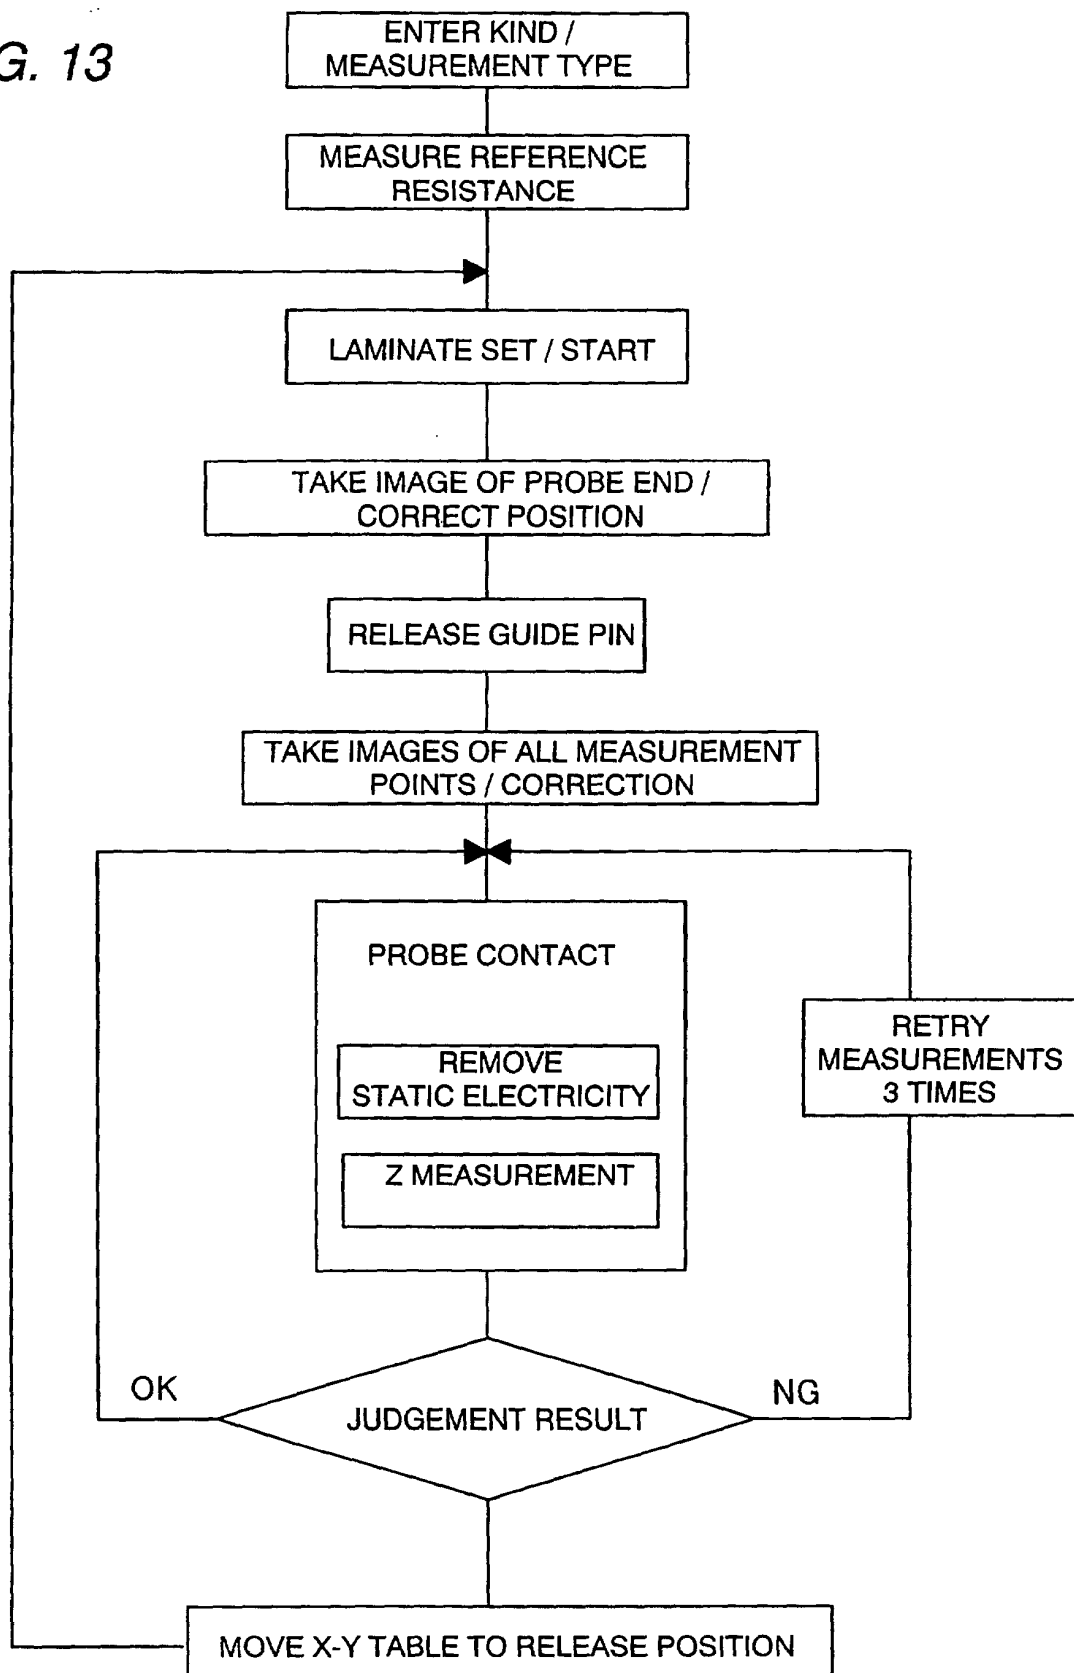 G. 13
ENTER KIND /
MEASUREMENT TYPE
MEASURE REFERENCE
RESISTANCE
LAMINATE SET / START
TAKE IMAGE OF PROBE END /
CORRECT POSITION
RELEASE GUIDE PIN
TAKE IMAGES OF ALL MEASUREMENT
POINTS / CORRECTION
PROBE CONTACT
REMOVE
STATIC ELECTRICITY
Z MEASUREMENT
RETRY
MEASUREMENTS
3 TIMES
OK
JUDGEMENT RESULT
NG
MOVE X-Y TABLE TO RELEASE POSITION